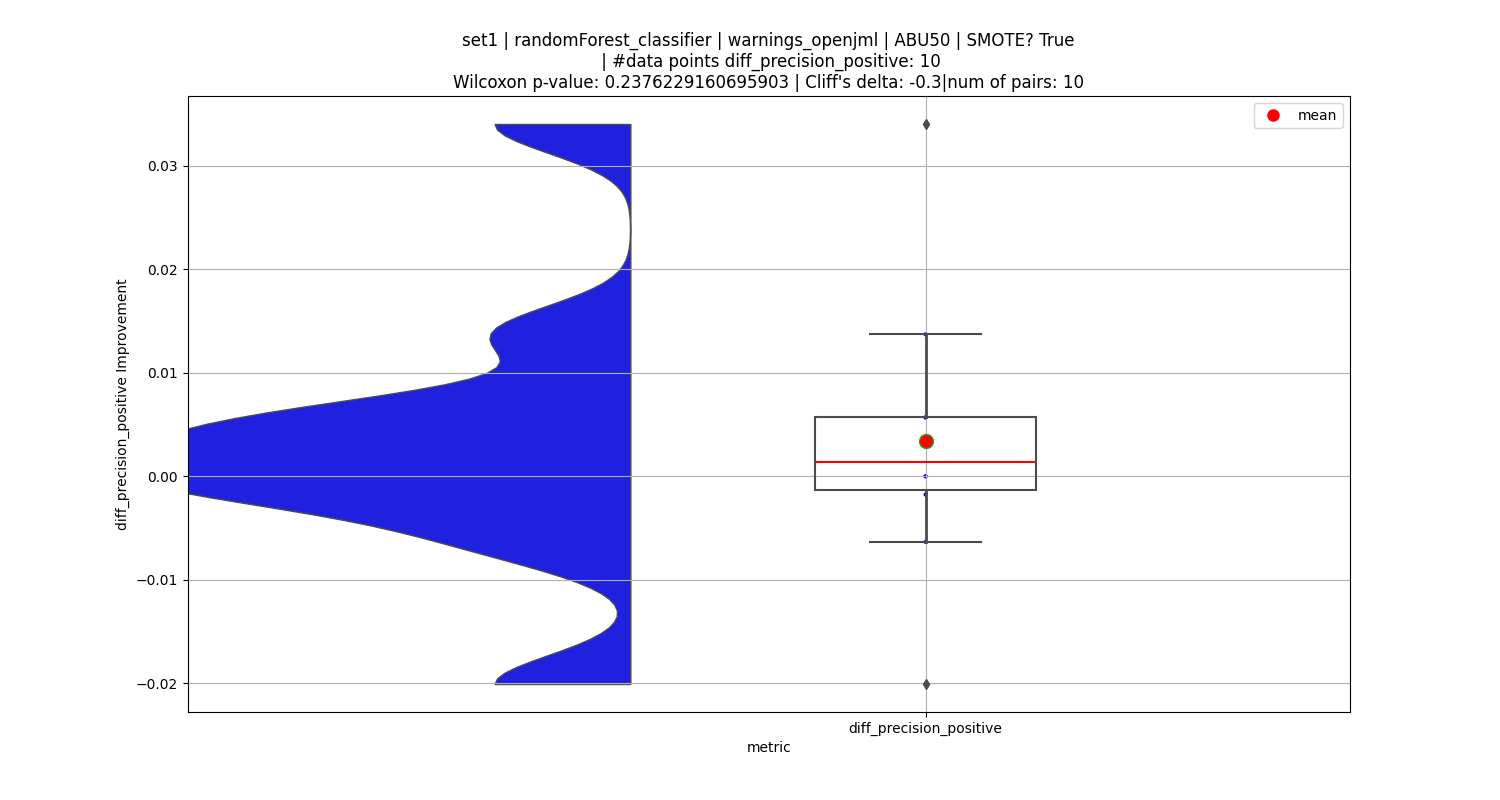 set1 | randomForest_classifier | warnings_openjml | ABU50 | SMOTE? True
| #data points diff_precision_positive: 10
Wilcoxon p-value: 0.2376229160695903 | Cliff's delta: -0.3|num of pairs: 10
mean
0.03
0.02
0.01
0.00
−0.01
−0.02
diff_precision_positive Improvement
diff_precision_positive
metric